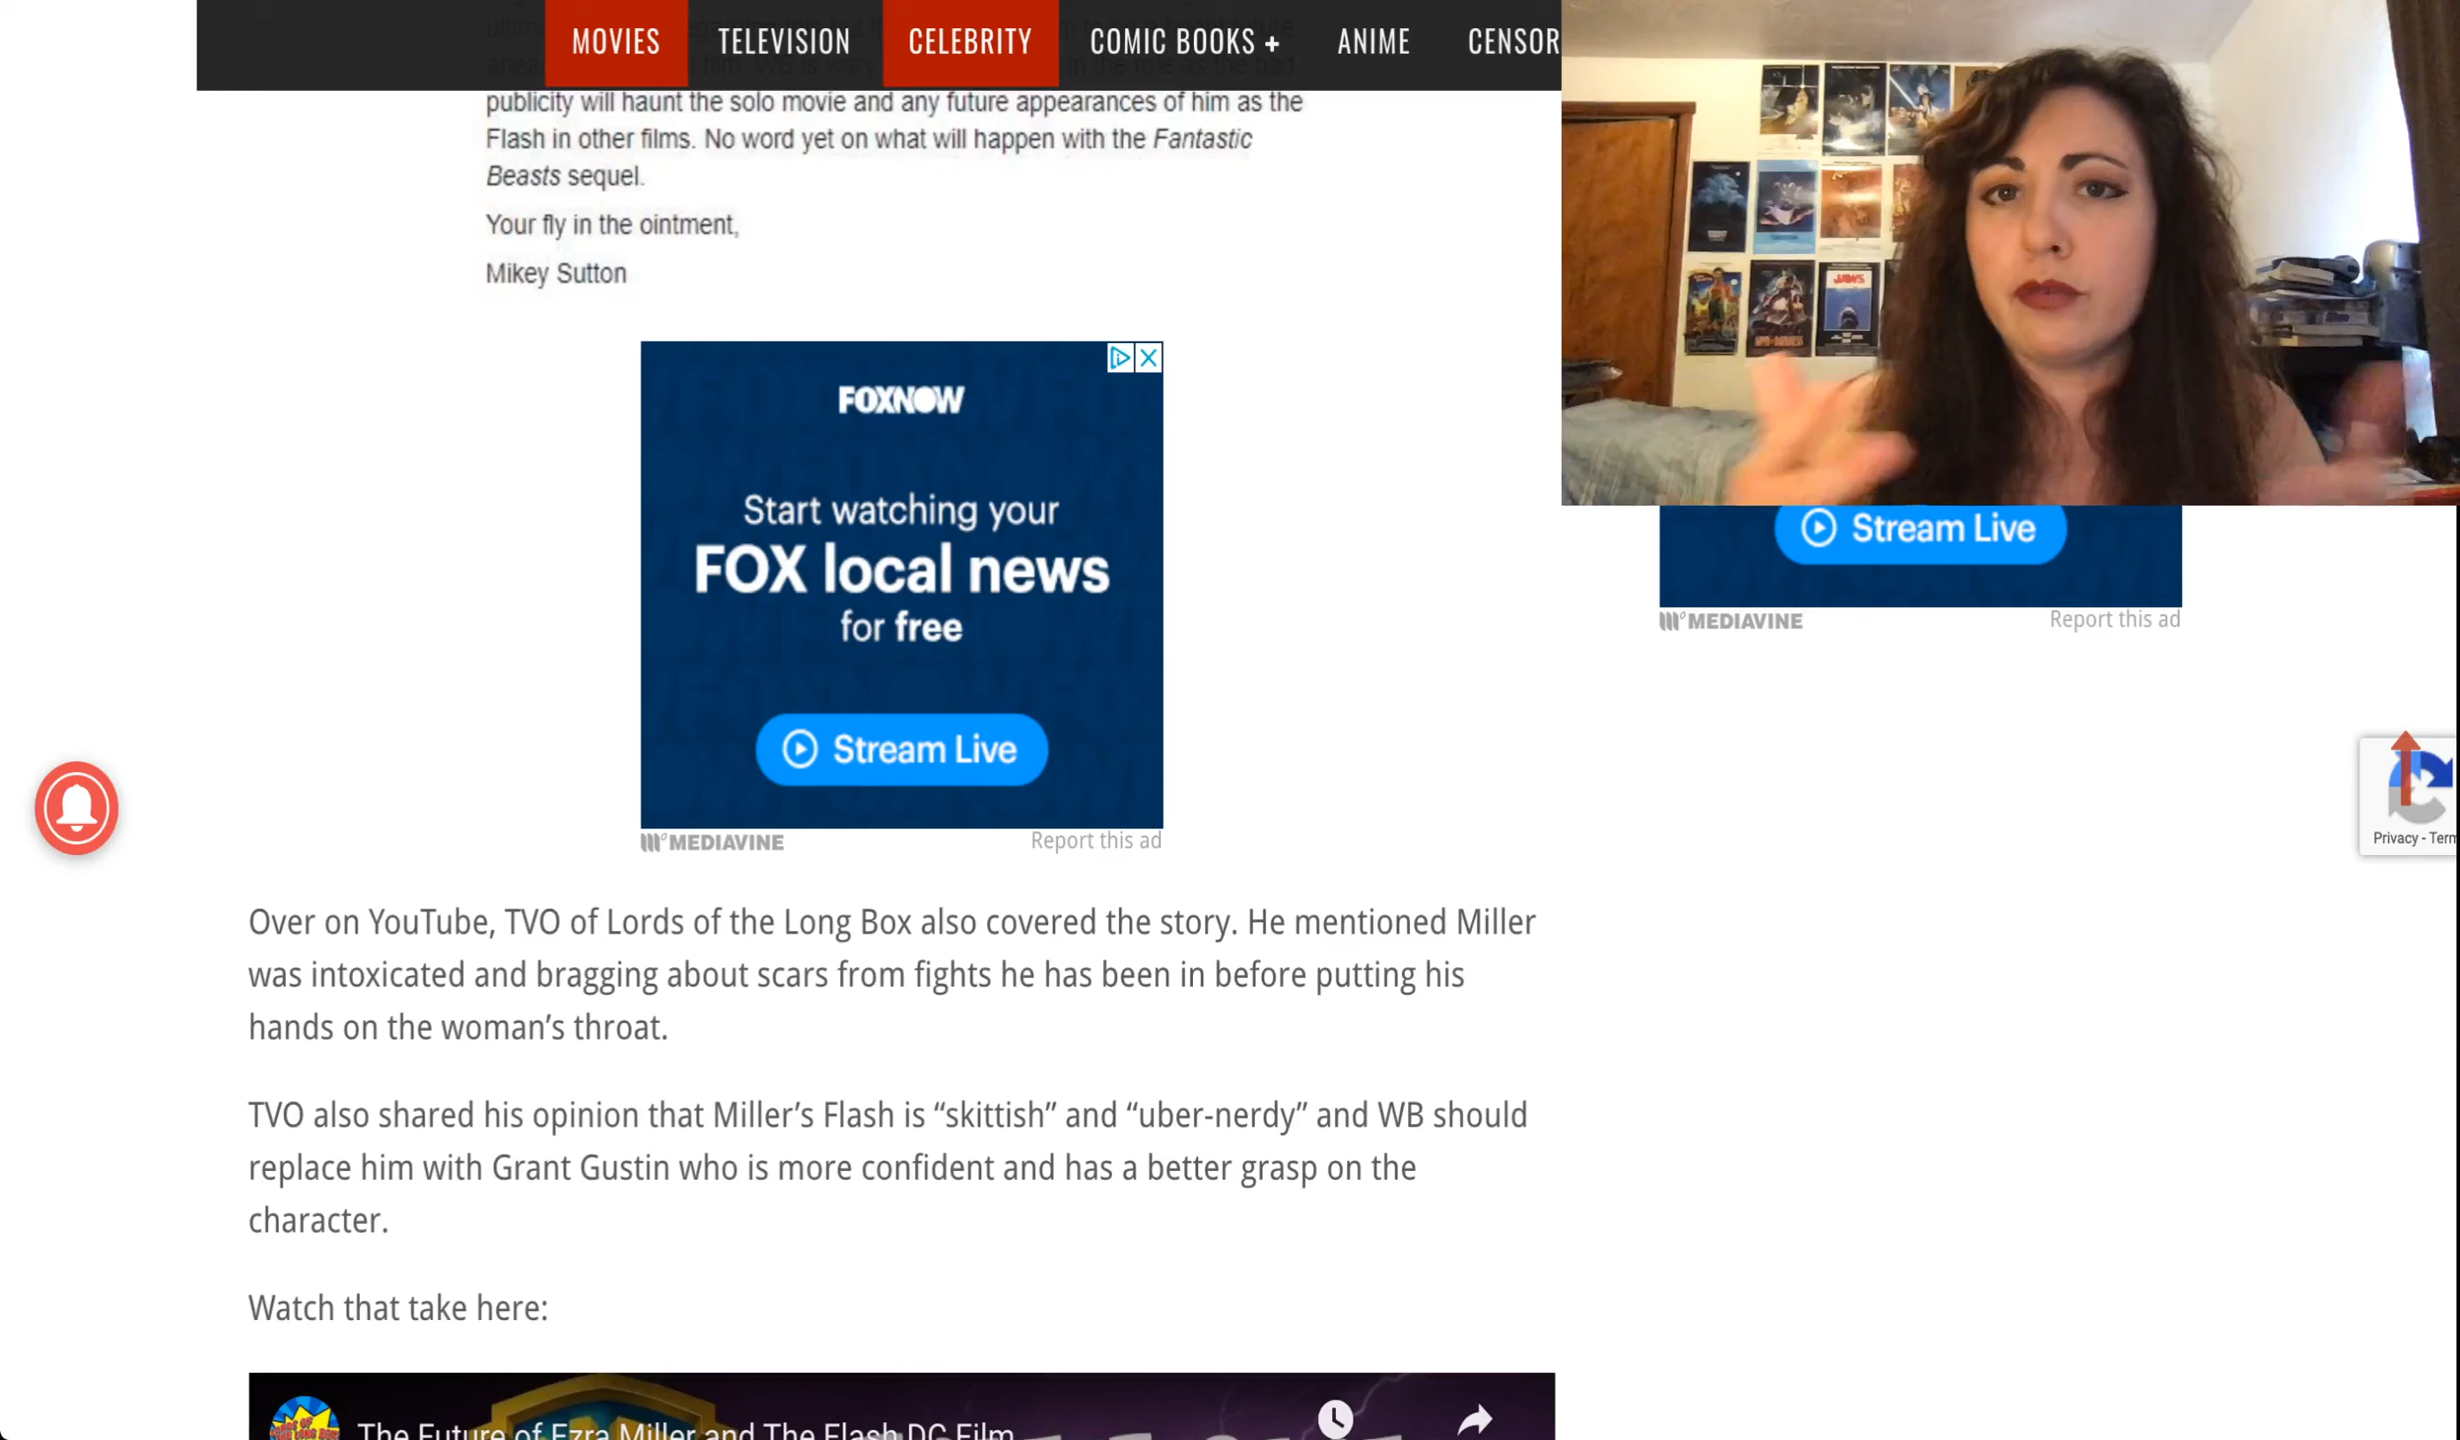 MOVIES TELEVISION CELEBRITY COMIC BOOKS + ANIME CENSOR
publicity will haunt the solo movie and any future appearances of him as the
Flash in other films. No word yet on what will happen with the Fantastic
Beasts sequel.
Your fly in the ointment,
Mikey Sutton
JAWS
FOXNOW
Start watching your
FOX local news
for free
Stream Live
MEDIAVINE Report this ad
Stream Live
MEDIAVINE Report this ad
Privacy - Term
Over on YouTube, TVO of Lords of the Long Box also covered the story. He mentioned Miller
was intoxicated and bragging about scars from fights he has been in before putting his
hands on the woman’s throat.
TVO also shared his opinion that Miller’s Flash is “skittish” and “uber-nerdy” and WB should
replace him with Grant Gustin who is more confident and has a better grasp on the
character.
Watch that take here:
The Future of Ezra Miller and The Flash DC Film